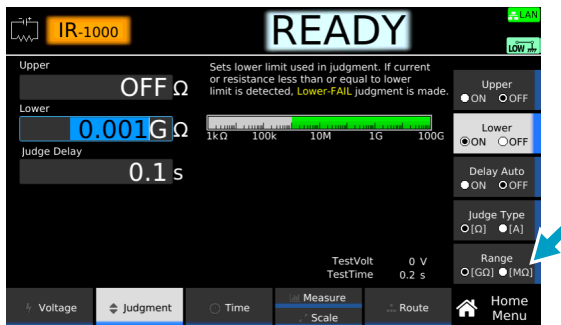 IR-1000
READY
LAN
LOW
Upper
OFF Ω
Lower
0.001G Ω
Judge Delay
0.1 s
Sets lower limit used in judgment. If current
or resistance less than or equal to lower
limit is detected, Lower-FAIL judgment is made.
1kΩ 100k 10M 1G 100G
TestVolt 0 V
TestTime 0.2 s
Upper
ON OFF
Lower
ON OFF
Delay Auto
ON OFF
Judge Type
[Ω] [A]
Range
[GΩ] [MΩ]
Voltage
Judgment
Time
Measure
Scale
Route
Home
Menu